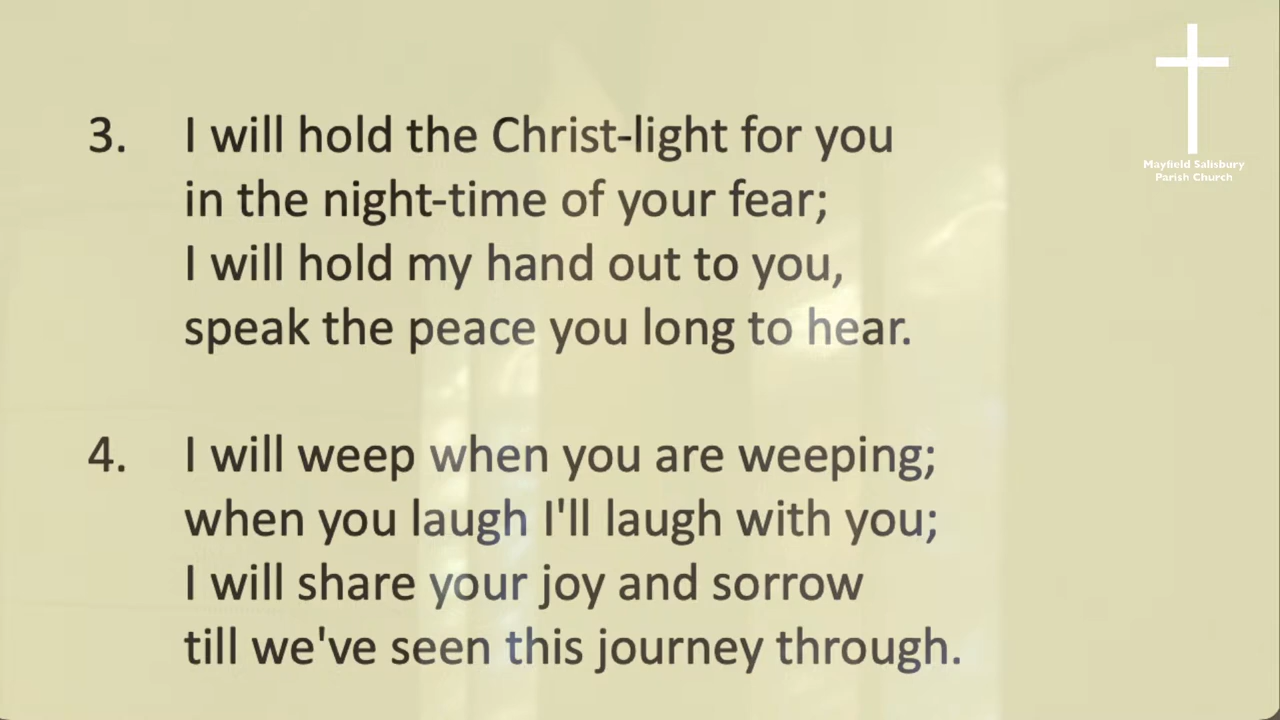 3. I will hold the Christ-light for you
in the night-time of your fear;
I will hold my hand out to you,
speak the peace you long to hear.
4. I will weep when you are weeping;
when you laugh I'll laugh with you;
I will share your joy and sorrow
till we've seen this journey through.
Mayfield Salisbury
Parish Church